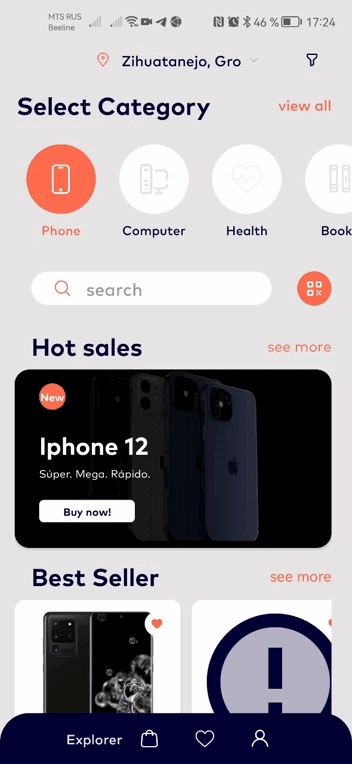 MTS RUS
Beeline
46 %
17:24
Zihuatanejo, Gro
Select Category
view all
Phone
Computer
Health
Book
search
Hot sales
see more
New
Iphone 12
Súper. Mega. Rápido.
Buy now!
Best Seller
see more
Explorer